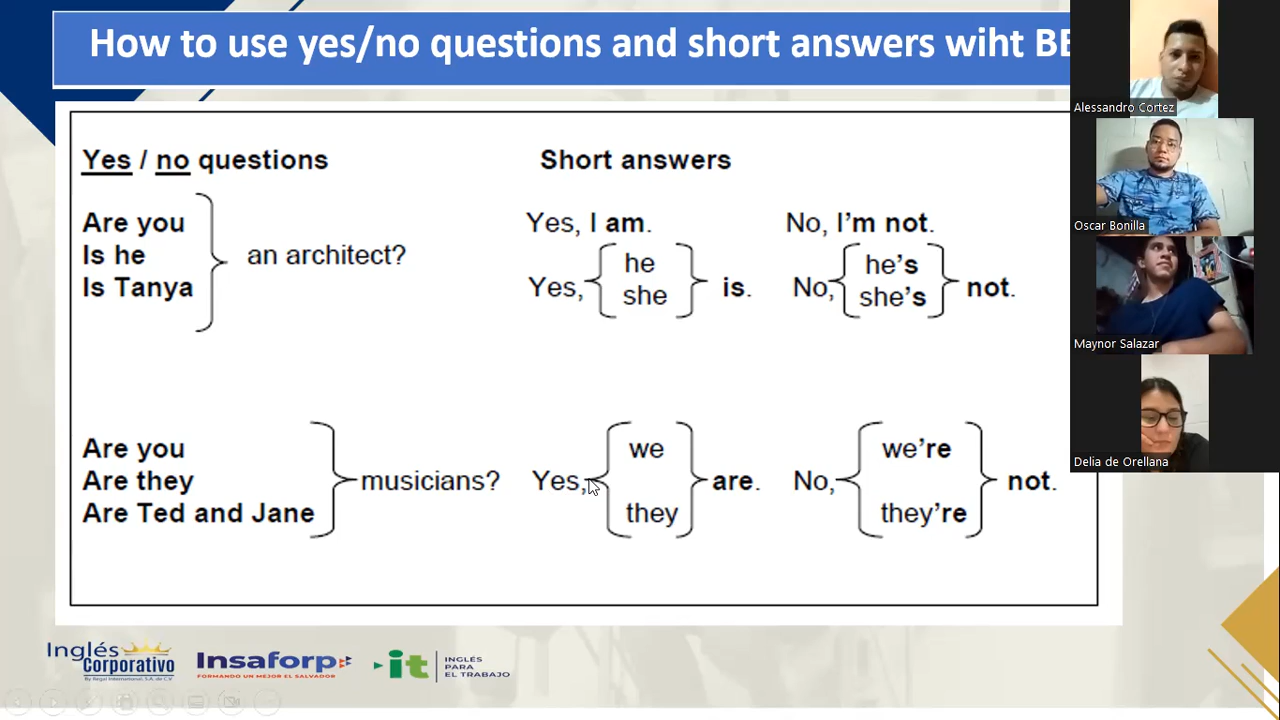 How to use yes/no questions and short answers wiht BE
Yes / no questions
Short answers
Are you
Is he
Is Tanya
an architect?
Yes, I am.
No, I'm not.
Yes,
he
she
is.
No,
he's
she's
not.
Are you
Are they
Are Ted and Jane
musicians?
Yes,
we
they
are.
No,
we're
they're
not.
Alessandro Cortez
Oscar Bonilla
Maynor Salazar
Delia de Orellana
Inglés
Corporativo
By Regal International, S.A. de C.V.
Insaforp
FORMANDO UN MEJOR EL SALVADOR
it
INGLÉS
PARA
EL TRABAJO